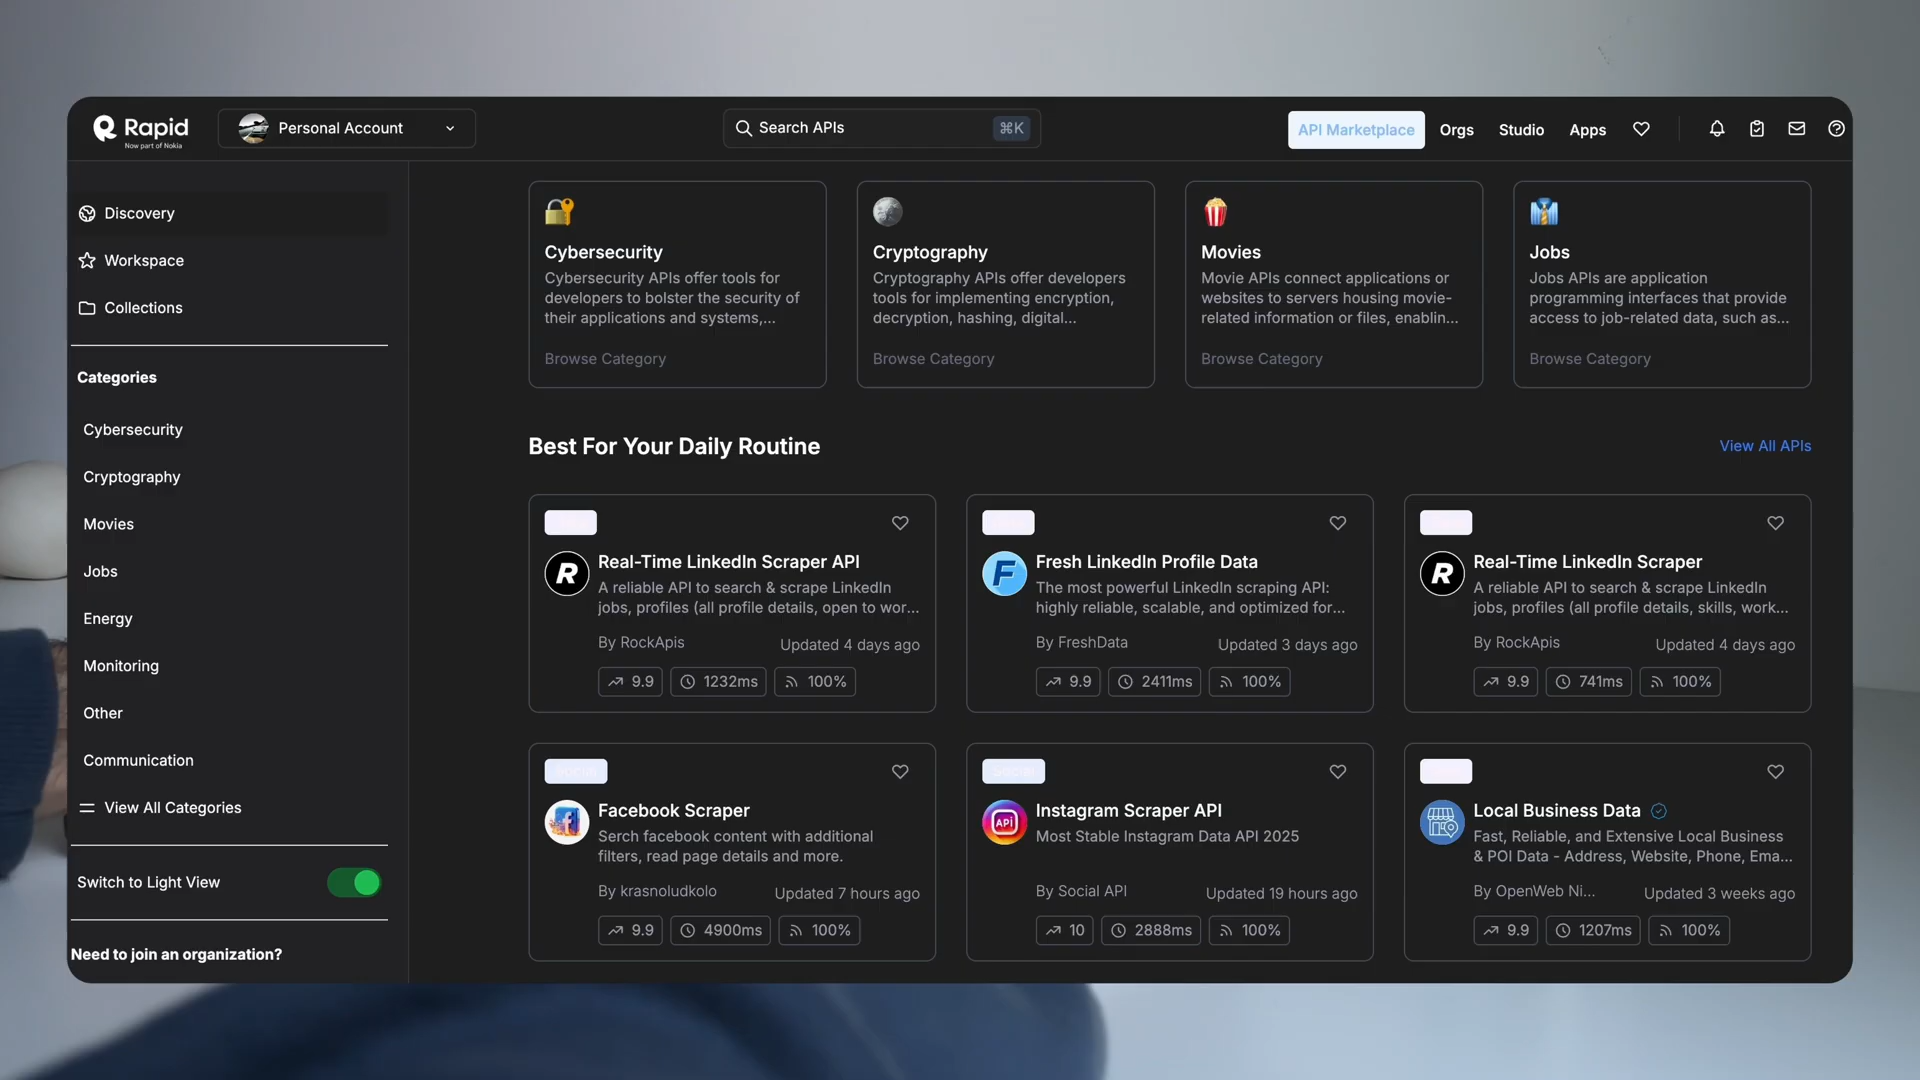 Rapid
Now part of Nokia
Personal Account
Search APIs
⌘K
API Marketplace
Orgs
Studio
Apps
Discovery
Workspace
Collections
Categories
Cybersecurity
Cryptography
Movies
Jobs
Energy
Monitoring
Other
Communication
View All Categories
Switch to Light View
Need to join an organization?
Cybersecurity
Cybersecurity APIs offer tools for
developers to bolster the security of
their applications and systems,...
Browse Category
Cryptography
Cryptography APIs offer developers
tools for implementing encryption,
decryption, hashing, digital...
Browse Category
Movies
Movie APIs connect applications or
websites to servers housing movie-
related information or files, enablin...
Browse Category
Jobs
Jobs APIs are application
programming interfaces that provide
access to job-related data, such as...
Browse Category
Best For Your Daily Routine
View All APIs
R
Real-Time LinkedIn Scraper API
A reliable API to search & scrape LinkedIn
jobs, profiles (all profile details, open to wor...
By RockApis
Updated 4 days ago
9.9
1232ms
100%
F
Fresh LinkedIn Profile Data
The most powerful LinkedIn scraping API:
highly reliable, scalable, and optimized for...
By FreshData
Updated 3 days ago
9.9
2411ms
100%
R
Real-Time LinkedIn Scraper
A reliable API to search & scrape LinkedIn
jobs, profiles (all profile details, skills, work...
By RockApis
Updated 4 days ago
9.9
741ms
100%
Facebook Scraper
Serch facebook content with additional
filters, read page details and more.
By krasnoludkolo
Updated 7 hours ago
9.9
4900ms
100%
API
Instagram Scraper API
Most Stable Instagram Data API 2025
By Social API
Updated 19 hours ago
10
2888ms
100%
Local Business Data
Fast, Reliable, and Extensive Local Business
& POI Data - Address, Website, Phone, Ema...
By OpenWeb Ni...
Updated 3 weeks ago
9.9
1207ms
100%